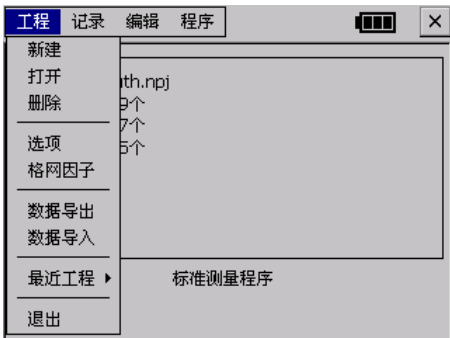 工程 记录 编辑 程序
新建
打开
uth.npj
删除
9个
7个
选项
5个
格网因子
数据导出
数据导入
最近工程
标准测量程序
退出